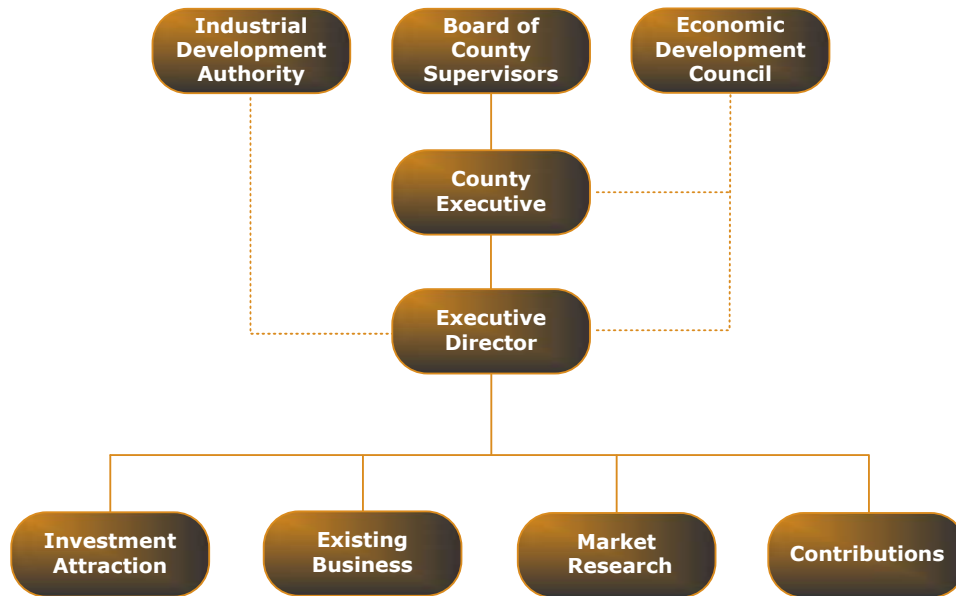 Industrial
Development
Authority
Board of
County
Supervisors
Economic
Development
Council
County
Executive
Executive
Director
Investment
Attraction
Existing
Business
Market
Research
Contributions